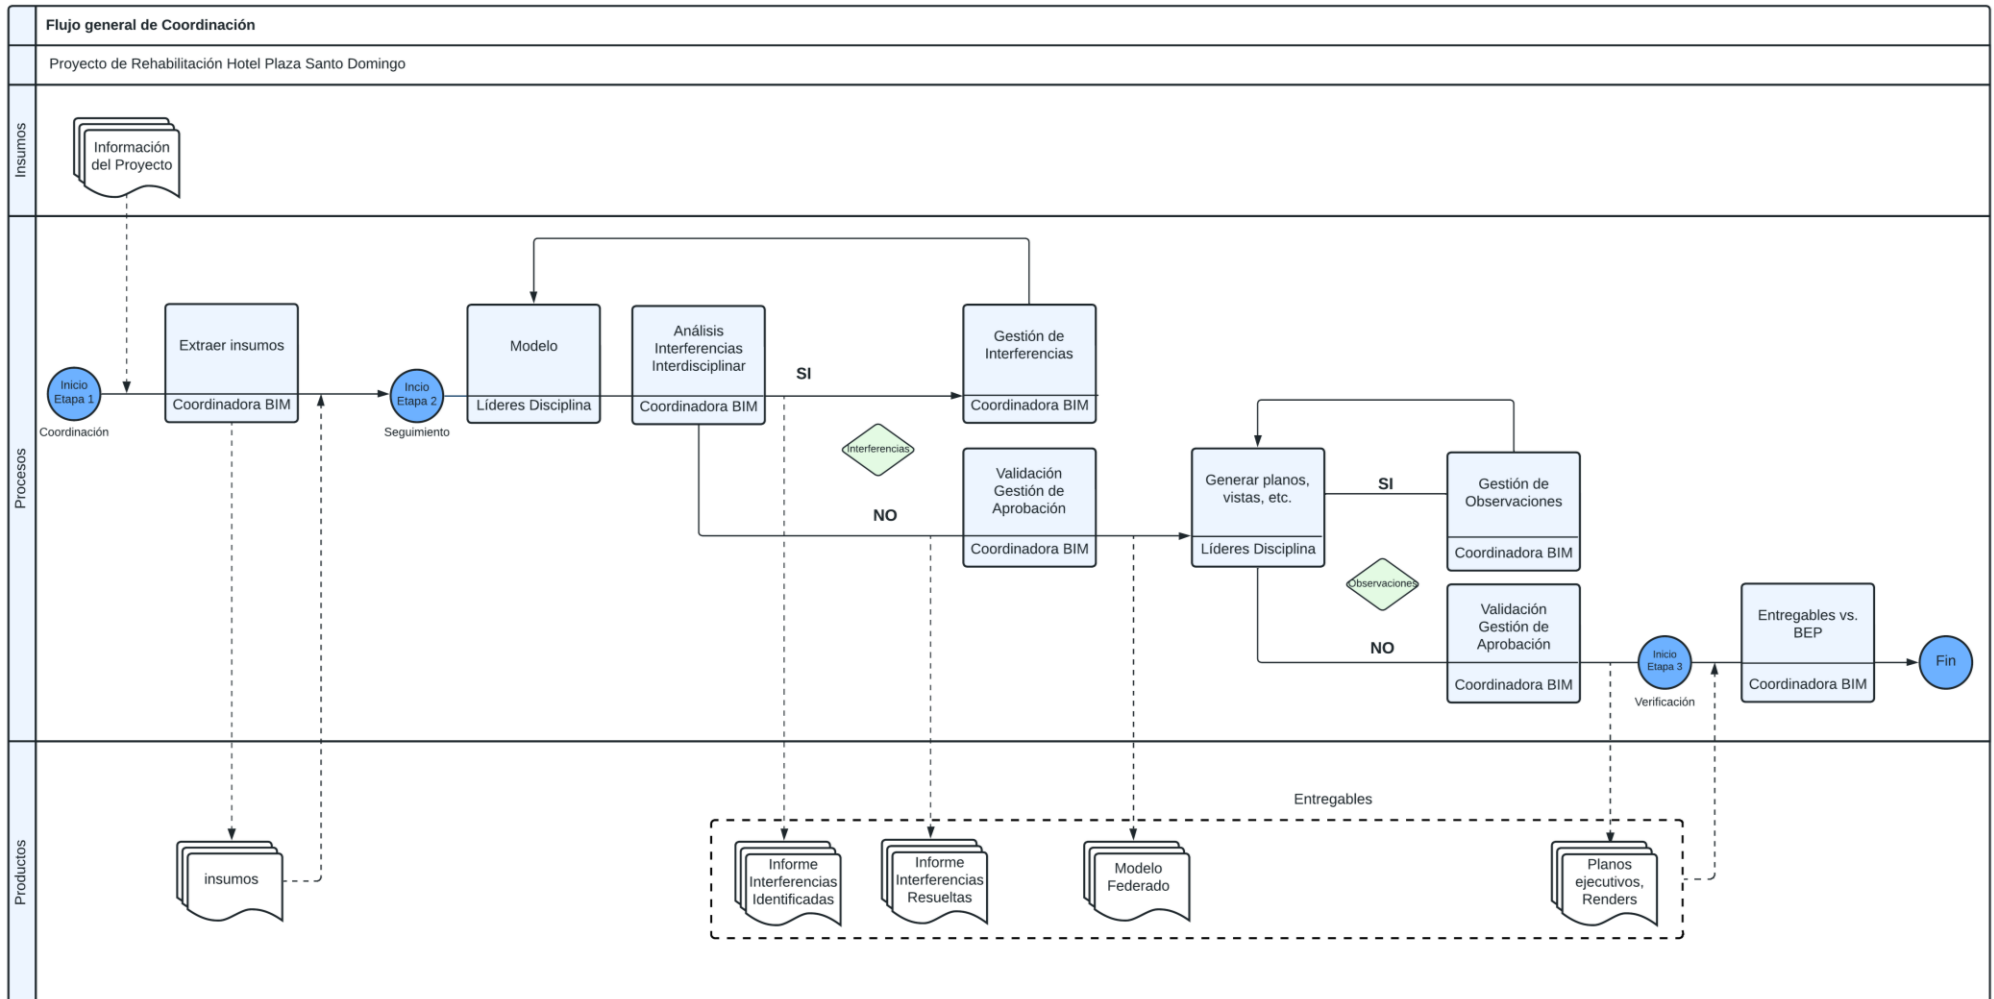 Flujo general de Coordinación
Proyecto de Rehabilitación Hotel Plaza Santo Domingo
Insumos
Información
del Proyecto
Procesos
Inicio
Etapa 1
Coordinación
Extraer insumos
Coordinadora BIM
Incio
Etapa 2
Seguimiento
Modelo
Líderes Disciplina
Análisis
Interferencias
Interdisciplinar
Coordinadora BIM
SI
Interferencias
NO
Gestión de
Interferencias
Coordinadora BIM
Validación
Gestión de
Aprobación
Coordinadora BIM
Generar planos,
vistas, etc.
Líderes Disciplina
SI
Observaciones
NO
Gestión de
Observaciones
Coordinadora BIM
Validación
Gestión de
Aprobación
Coordinadora BIM
Inicio
Etapa 3
Verificación
Entregables vs.
BEP
Coordinadora BIM
Fin
Productos
insumos
Entregables
Informe
Interferencias
Identificadas
Informe
Interferencias
Resueltas
Modelo
Federado
Planos
ejecutivos,
Renders